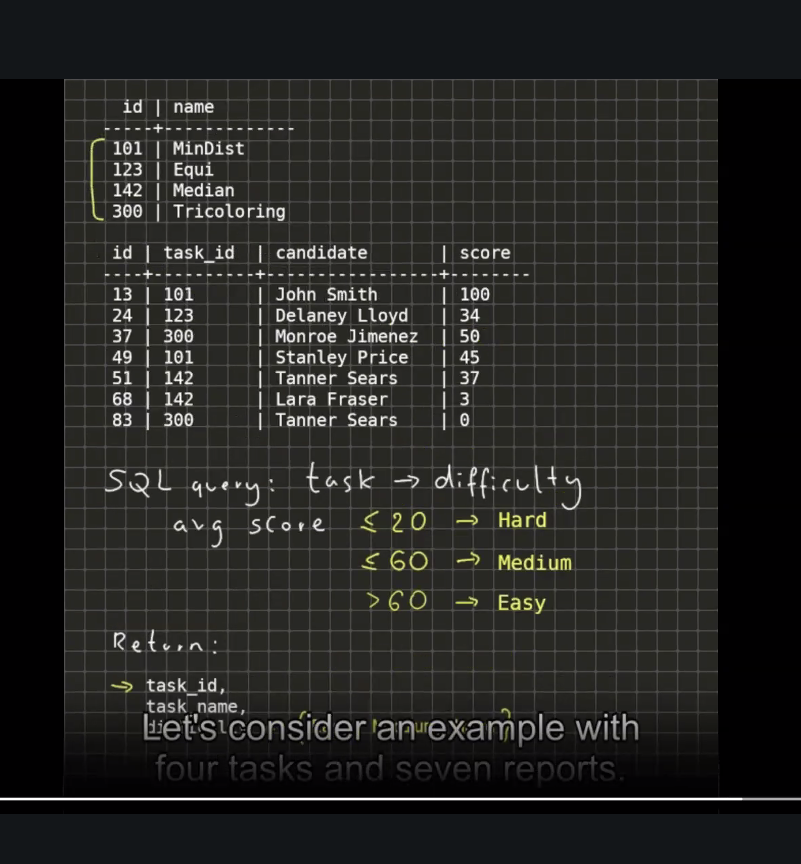 id | name
-----+-------------
101 | MinDist
123 | Equi
142 | Median
300 | Tricoloring
id | task_id | candidate | score
----+----------+-----------------+--------
13 | 101 | John Smith | 100
24 | 123 | Delaney Lloyd | 34
37 | 300 | Monroe Jimenez | 50
49 | 101 | Stanley Price | 45
51 | 142 | Tanner Sears | 37
68 | 142 | Lara Fraser | 3
83 | 300 | Tanner Sears | 0
SQL query: task → difficulty
avg score ≤ 20 → Hard
≤ 60 → Medium
> 60 → Easy
Return:
→ task_id,
task_name,
Let's consider an example with
four tasks and seven reports.